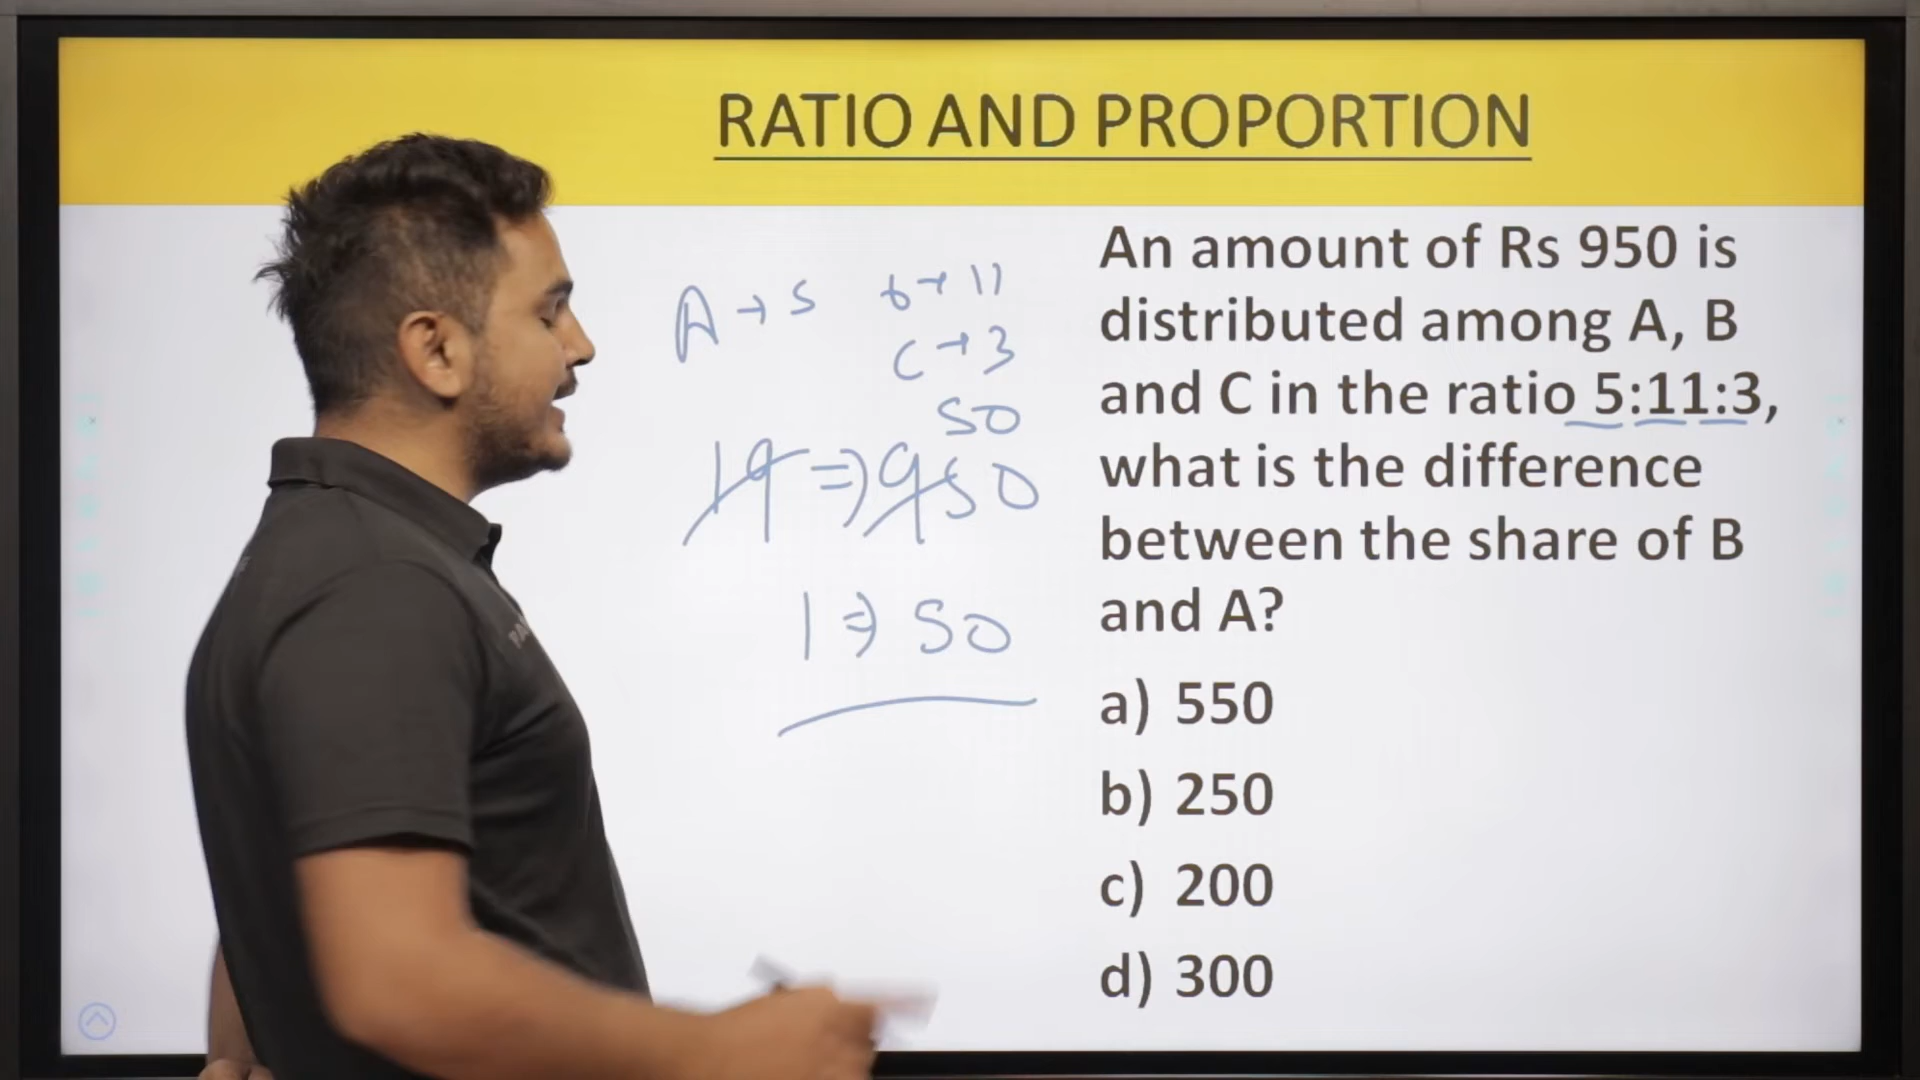 RATIO AND PROPORTION
A → 5 b → 11
C → 3
50
19 ⇒ 950
1 ⇒ 50
An amount of Rs 950 is
distributed among A, B
and C in the ratio 5:11:3,
what is the difference
between the share of B
and A?
a) 550
b) 250
c) 200
d) 300